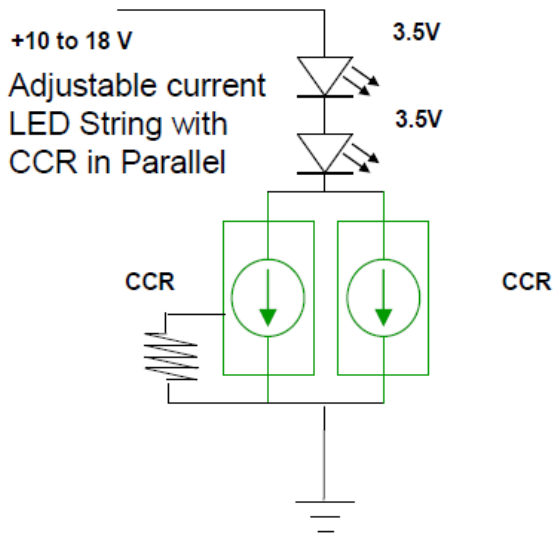 3.5V
+10 to 18 V
Adjustable current
LED String with
CCR in Parallel
3.5V
CCR
CCR